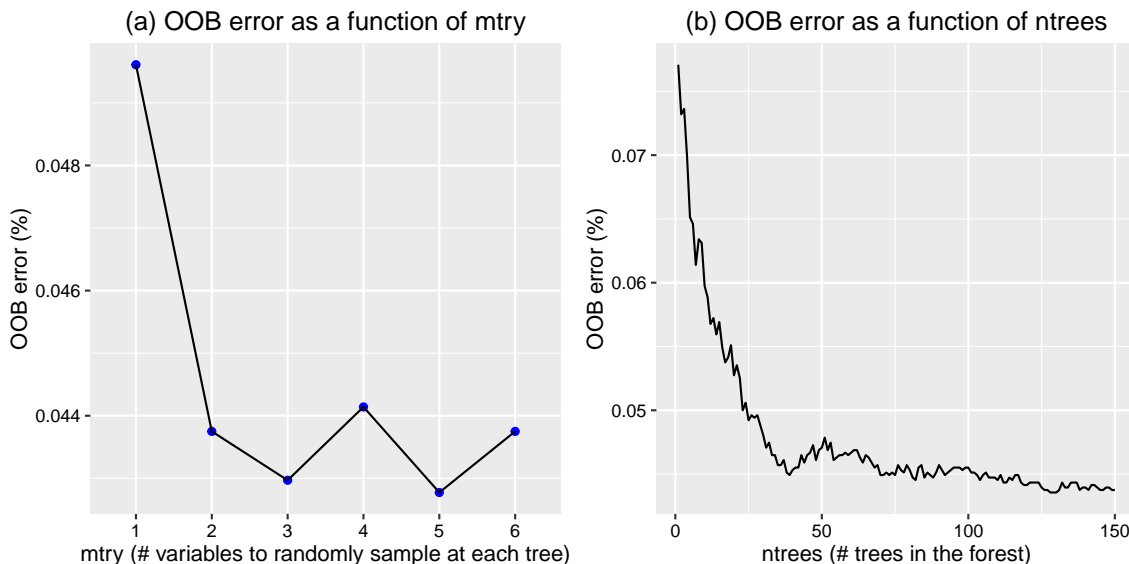 (a) OOB error as a function of mtry
OOB error (%)
0.048
0.046
0.044
1 2 3 4 5 6
mtry (# variables to randomly sample at each tree)
(b) OOB error as a function of ntrees
OOB error (%)
0.07
0.06
0.05
0 50 100 150
ntrees (# trees in the forest)